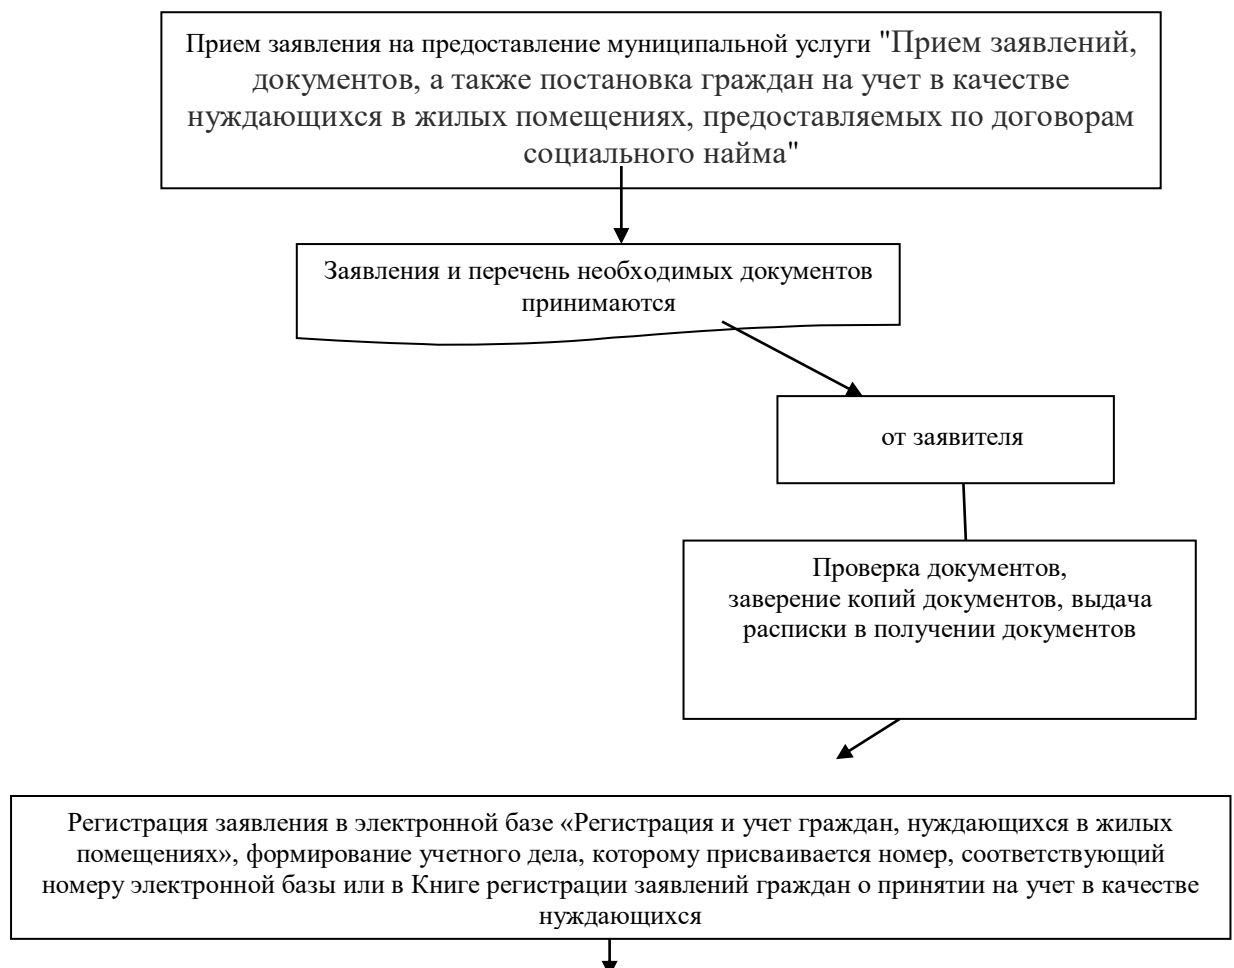 Прием заявления на предоставление муниципальной услуги "Прием заявлений,
документов, а также постановка граждан на учет в качестве
нуждающихся в жилых помещениях, предоставляемых по договорам
социального найма"
Заявления и перечень необходимых документов
принимаются
от заявителя
Проверка документов,
заверение копий документов, выдача
расписки в получении документов
Регистрация заявления в электронной базе «Регистрация и учет граждан, нуждающихся в жилых
помещениях», формирование учетного дела, которому присваивается номер, соответствующий
номеру электронной базы или в Книге регистрации заявлений граждан о принятии на учет в качестве
нуждающихся